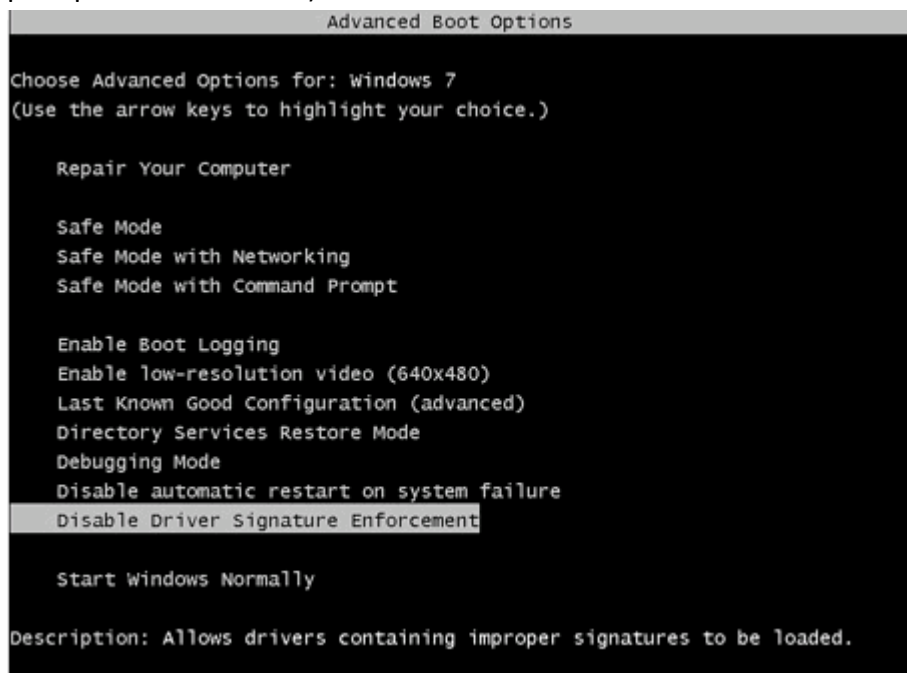 Advanced Boot Options
Choose Advanced Options for: Windows 7
(Use the arrow keys to highlight your choice.)
Repair Your Computer
Safe Mode
Safe Mode with Networking
Safe Mode with Command Prompt
Enable Boot Logging
Enable low-resolution video (640x480)
Last Known Good Configuration (advanced)
Directory Services Restore Mode
Debugging Mode
Disable automatic restart on system failure
Disable Driver Signature Enforcement
Start Windows Normally
Description: Allows drivers containing improper signatures to be loaded.